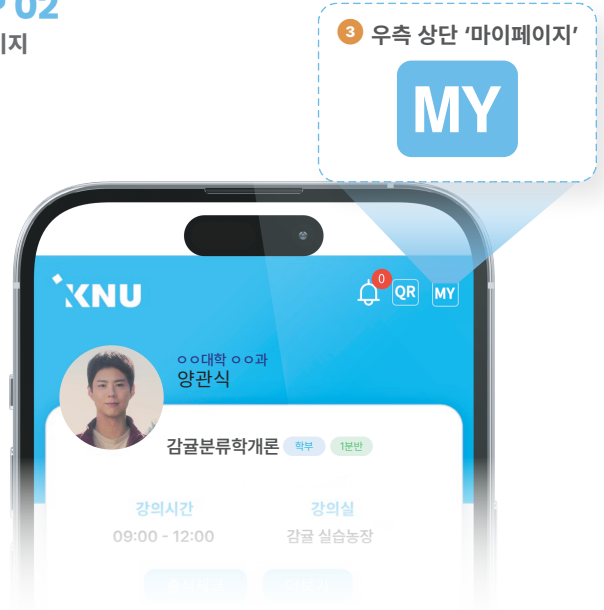 02
③ 우측 상단 ‘마이페이지’
지
MY
KNU
0
QR
MY
ㅇㅇ대학 ㅇㅇ과
양관식
감귤분류학개론 학부 1분반
강의시간 강의실
09:00 - 12:00 감귤 실습농장